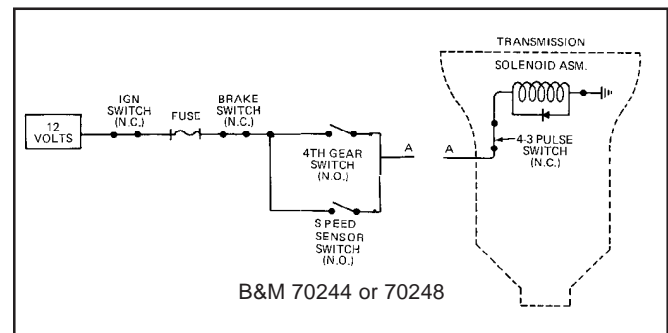 TRANSMISSION
SOLENOID ASM.
IGN
SWITCH
(N.C.)
FUSE
BRAKE
SWITCH
(N.C.)
12
VOLTS
4TH GEAR
SWITCH
(N.O.)
A
A
4-3 PULSE
SWITCH
(N.C.)
SPEED
SENSOR
SWITCH
(N.O.)
B&M 70244 or 70248